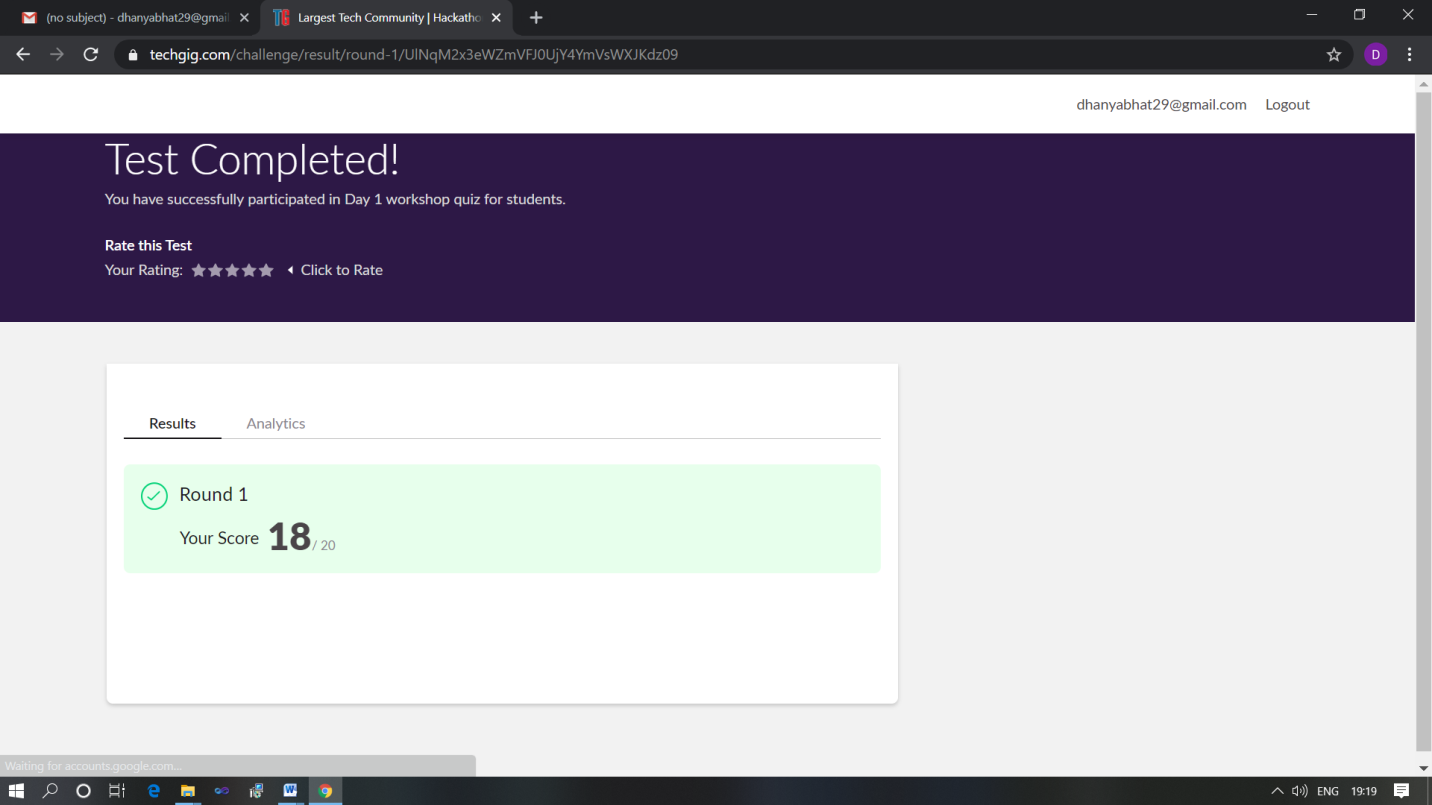 (no subject) - dhanyabhat29@gmail
Largest Tech Community | Hackatho
techgig.com/challenge/result/round-1/UlNqM2x3eWZmVFJ0UjY4YmVsWXJKdz09
D
dhanyabhat29@gmail.com Logout
Test Completed!
You have successfully participated in Day 1 workshop quiz for students.
Rate this Test
Your Rating: Click to Rate
Results Analytics
Round 1
Your Score 18 / 20
Waiting for accounts.google.com...
ENG 19:19